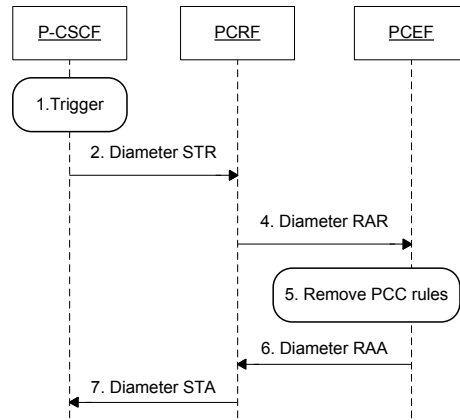 P-CSCF
PCRF
PCEF
1.Trigger
2. Diameter STR
4. Diameter RAR
5. Remove PCC rules
6. Diameter RAA
7. Diameter STA